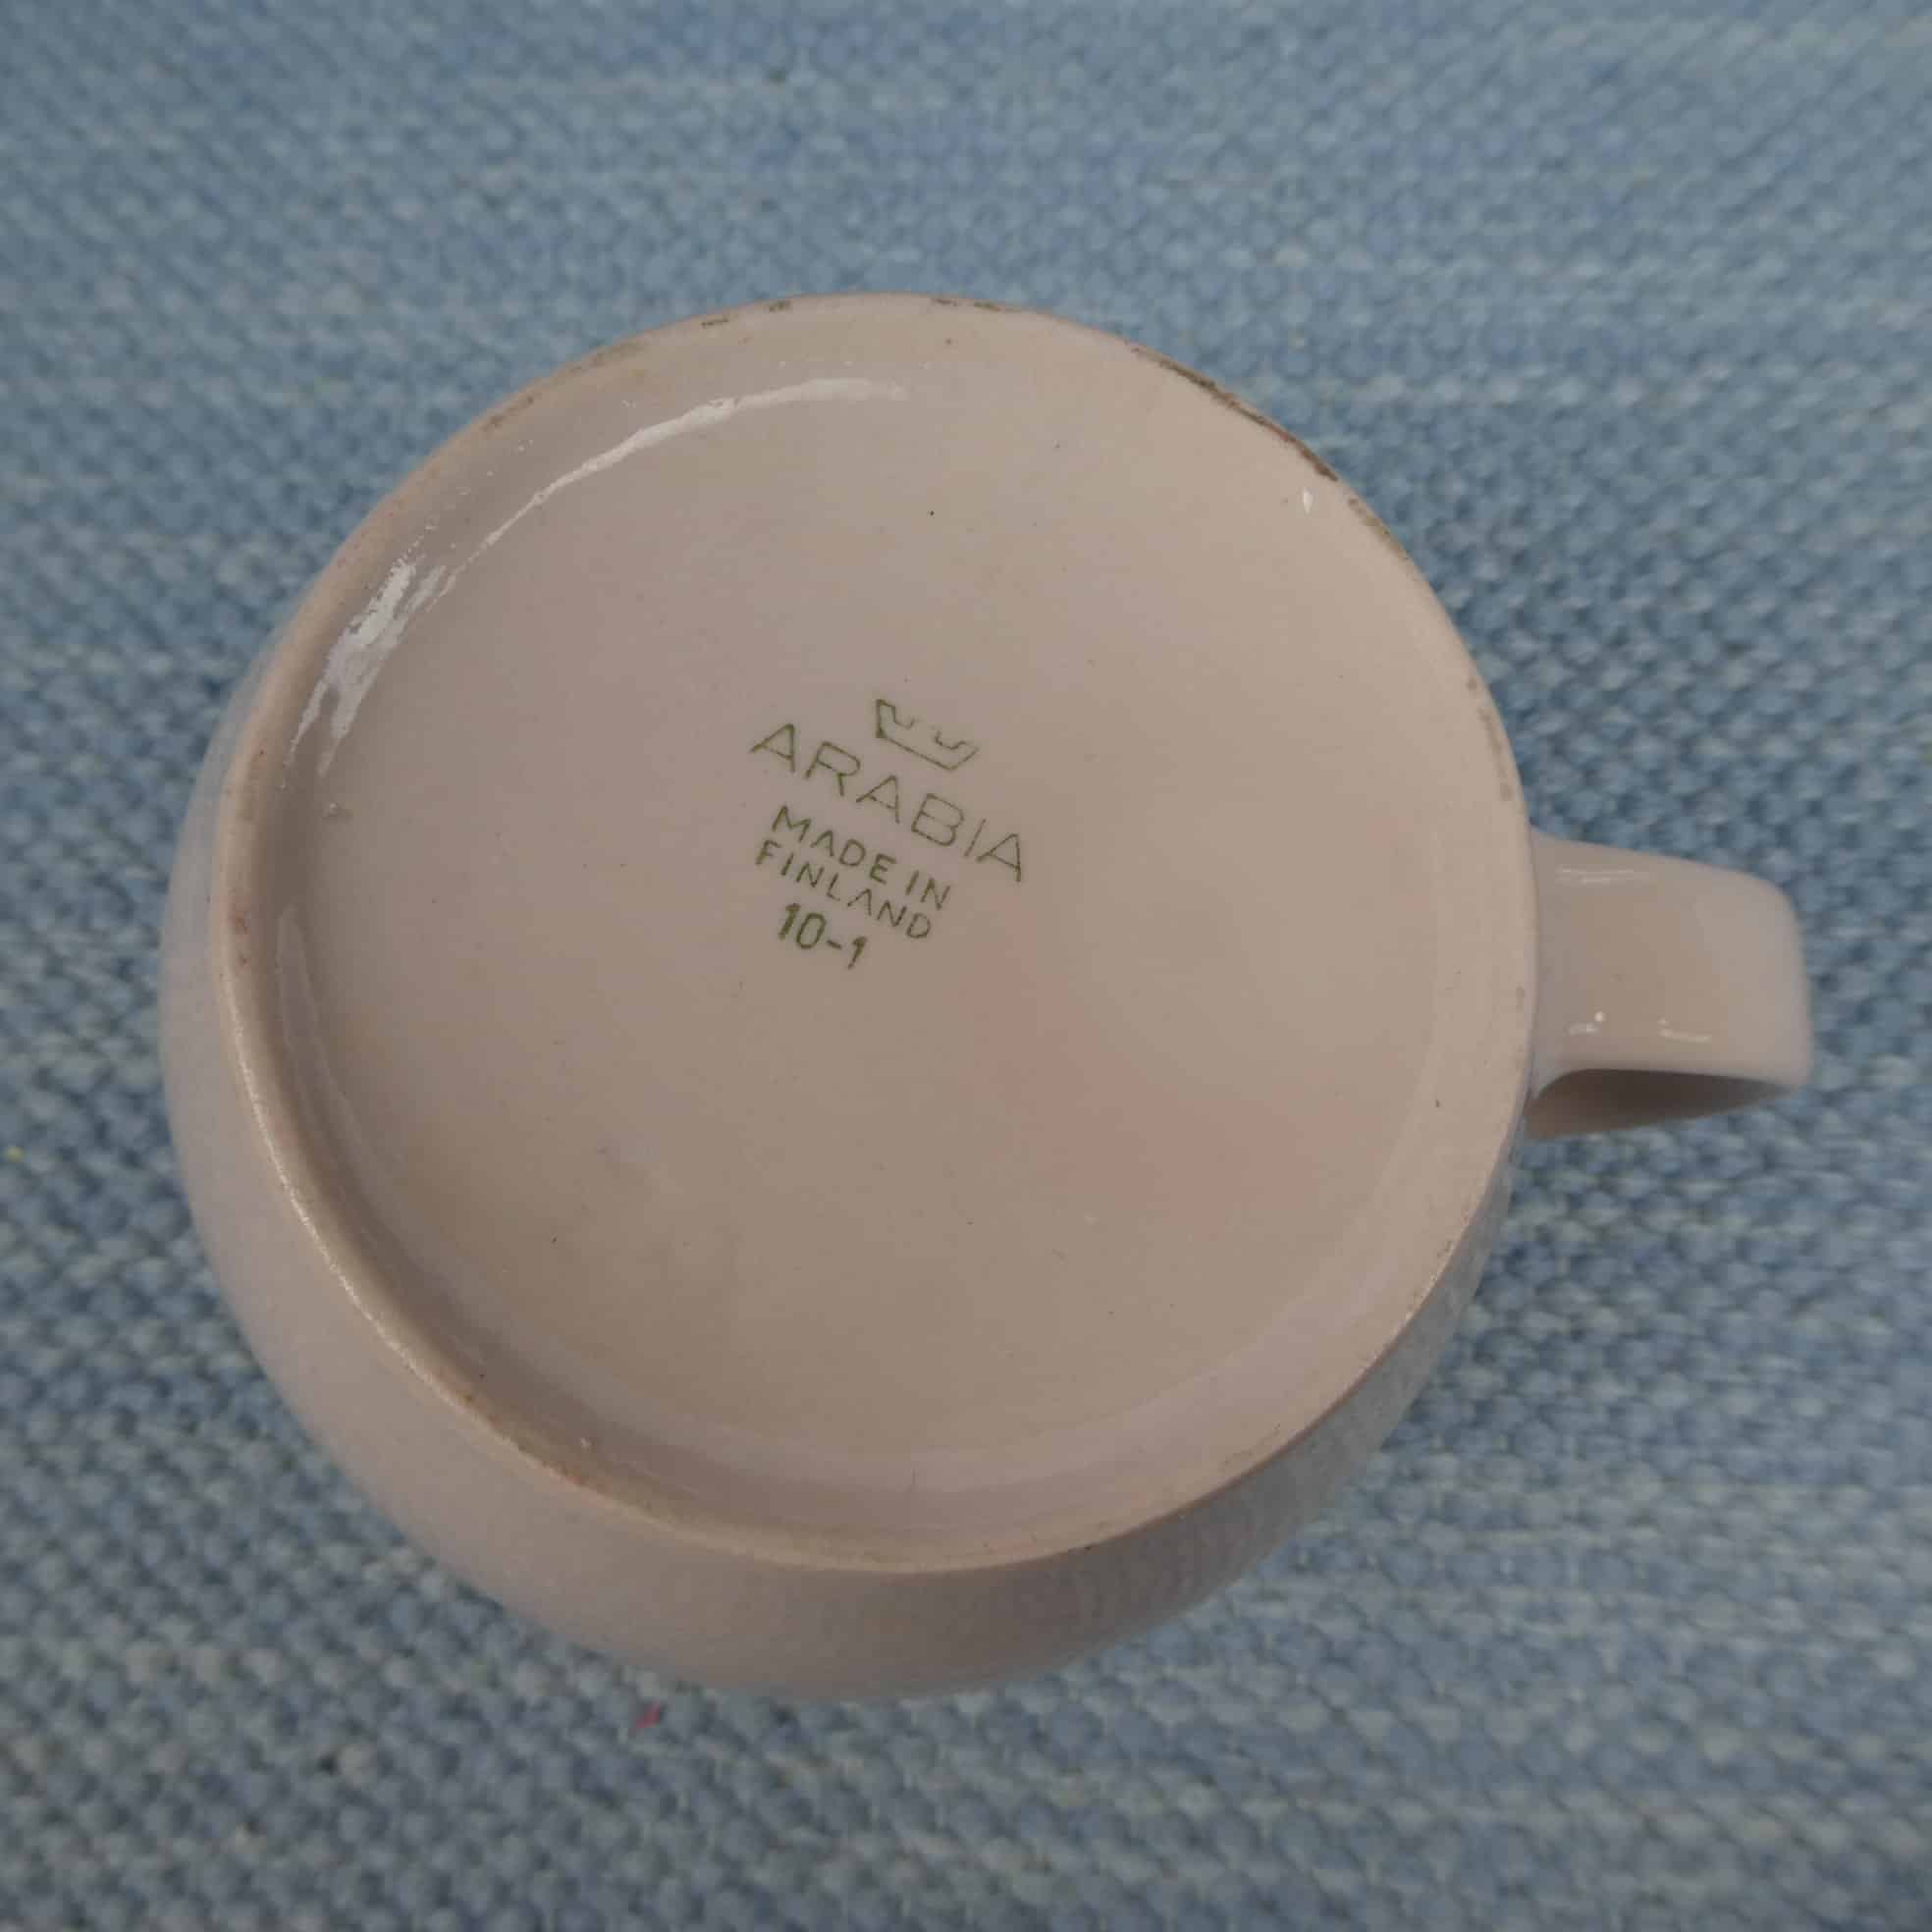 ARABIA
MADE IN
FINLAND
10-1